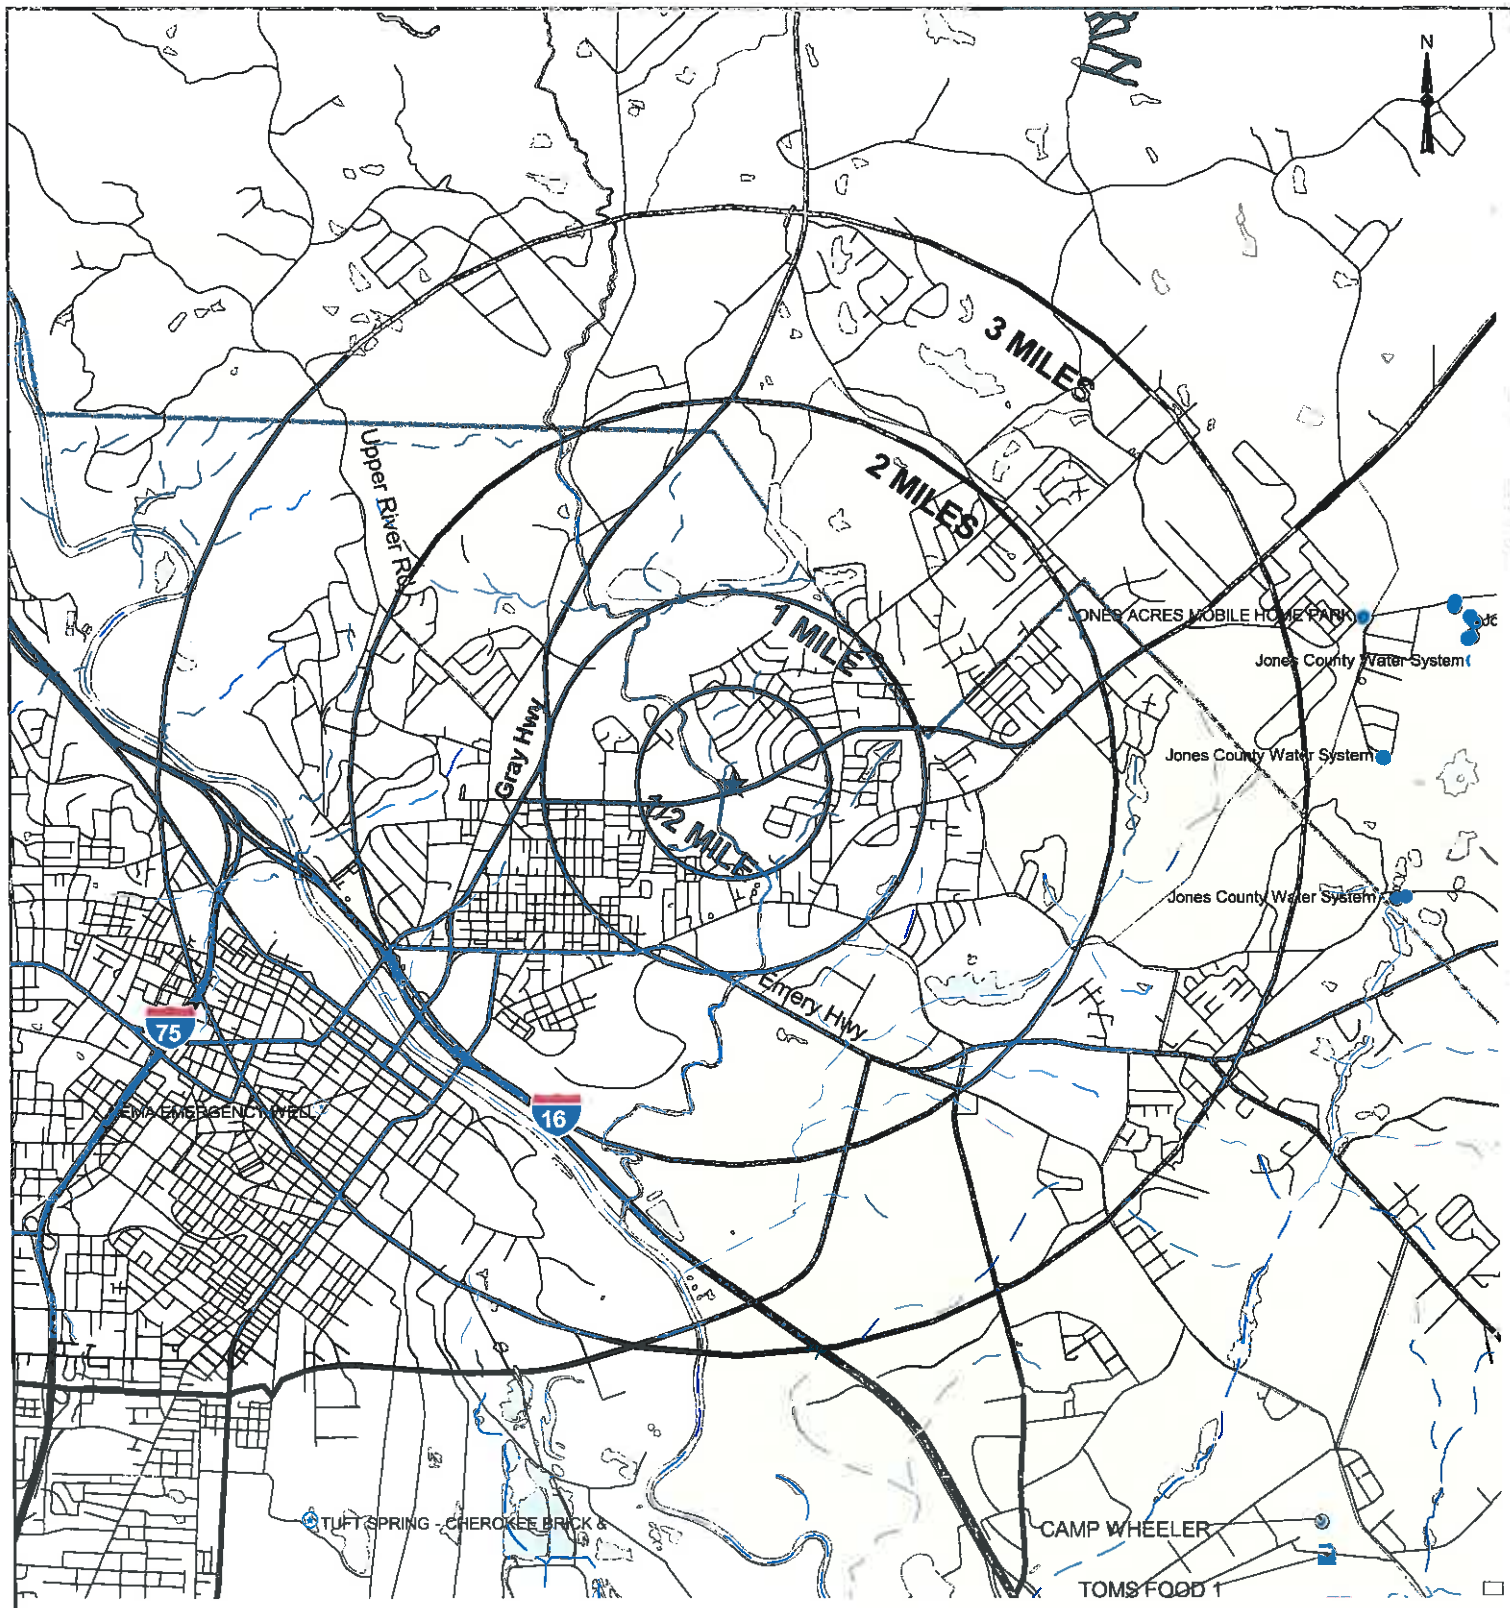 N
3 MILES
2 MILES
Upper River Rd
1 MILE
JONES ACRES MOBILE HOME PARK
Jones County Water System
Gray Hwy
Jones County Water System
1/2 MILE
Jones County Water System
Emery Hwy
75
EMA EMERGENCY WELL
16
TUFT SPRING - CHEROKEE BRICK &
CAMP WHEELER
TOMS FOOD 1